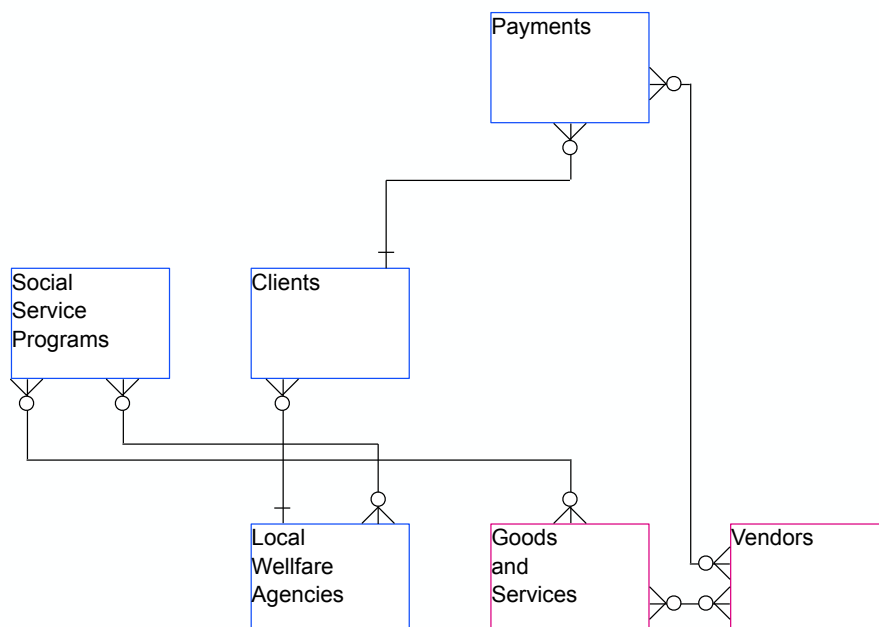 Payments
Social
Service
Programs
Clients
Local
Wellfare
Agencies
Goods
and
Services
Vendors